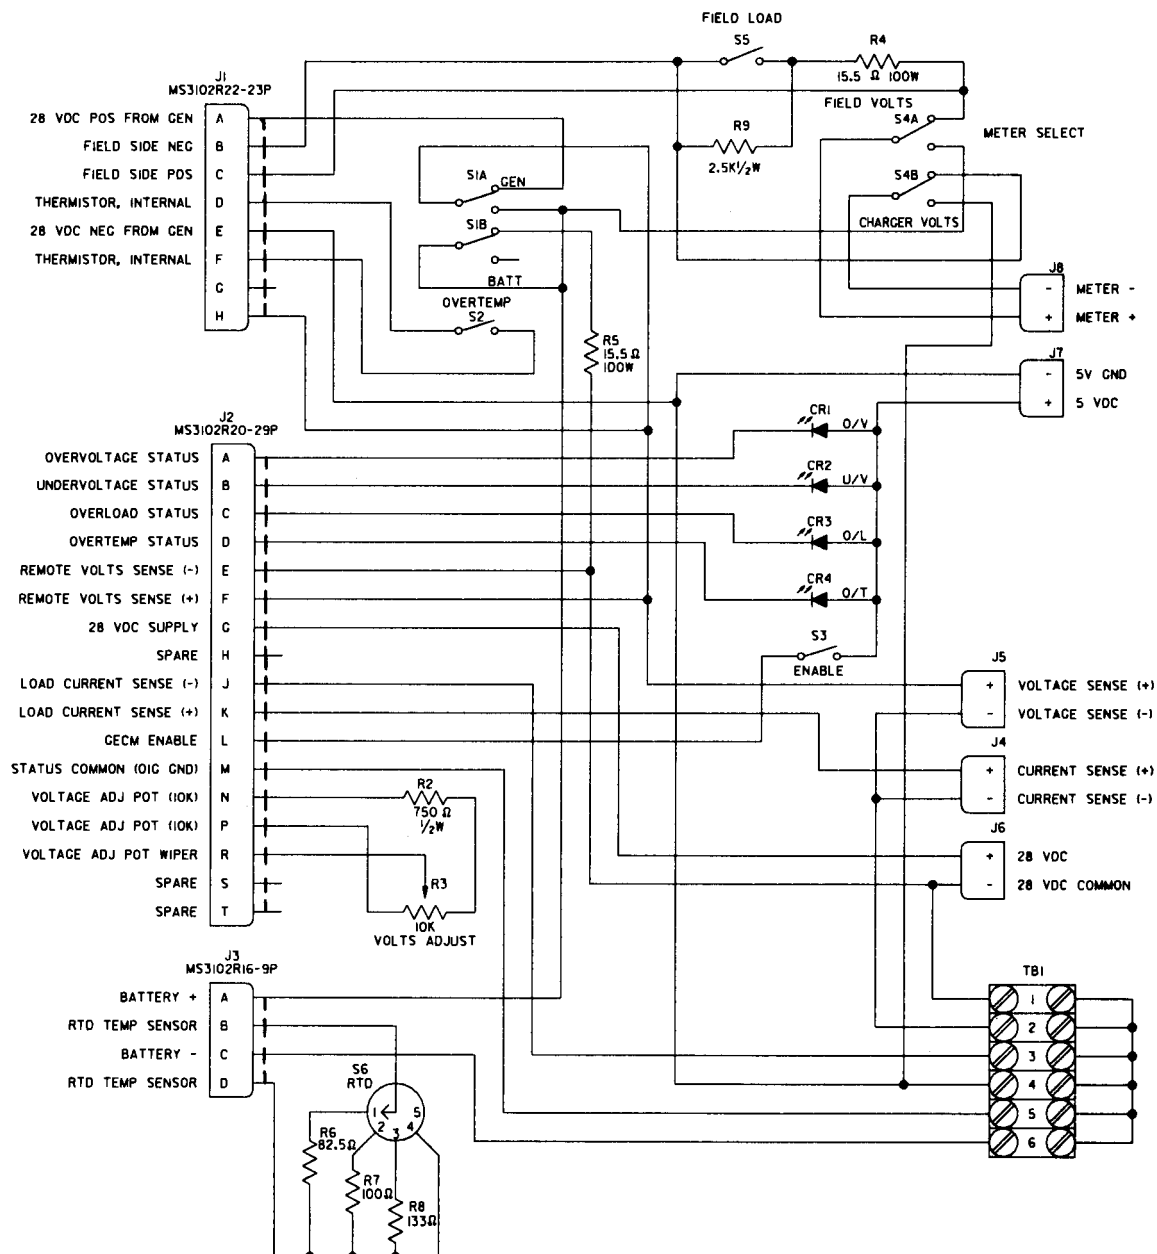 FIELD LOAD
S5
R4
15.5 Ω 100W
J1
MS3102R22-23P
FIELD VOLTS
S4A
METER SELECT
28 VDC POS FROM GEN A
R9
2.5K 1/2W
FIELD SIDE NEG B
FIELD SIDE POS C
S1A
GEN
S4B
THERMISTOR, INTERNAL D
S1B
CHARGER VOLTS
28 VDC NEG FROM GEN E
THERMISTOR, INTERNAL F
BATT
J8
G
- METER -
OVERTEMP
S2
H
+ METER +
R5
15.5 Ω
100W
J7
- 5V GND
+ 5 VDC
J2
MS3102R20-29P
CR1
O/V
OVERVOLTAGE STATUS A
CR2
U/V
UNDERVOLTAGE STATUS B
OVERLOAD STATUS C
CR3
O/L
OVERTEMP STATUS D
REMOTE VOLTS SENSE (-) E
CR4
O/T
REMOTE VOLTS SENSE (+) F
28 VDC SUPPLY G
S3
ENABLE
SPARE H
J5
LOAD CURRENT SENSE (-) J
+ VOLTAGE SENSE (+)
LOAD CURRENT SENSE (+) K
- VOLTAGE SENSE (-)
GECM ENABLE L
J4
STATUS COMMON (OIG GND) M
+ CURRENT SENSE (+)
R2
750 Ω
1/2W
VOLTAGE ADJ POT (10K) N
- CURRENT SENSE (-)
VOLTAGE ADJ POT (10K) P
J6
VOLTAGE ADJ POT WIPER R
+ 28 VDC
SPARE S
R3
- 28 VDC COMMON
SPARE T
10K
VOLTS ADJUST
J3
MS3102R16-9P
TB1
BATTERY + A
1
RTD TEMP SENSOR B
2
BATTERY - C
3
RTD TEMP SENSOR D
4
S6
RTD
1 5
2 3 4
5
R6
82.5Ω
6
R7
100Ω
R8
133Ω